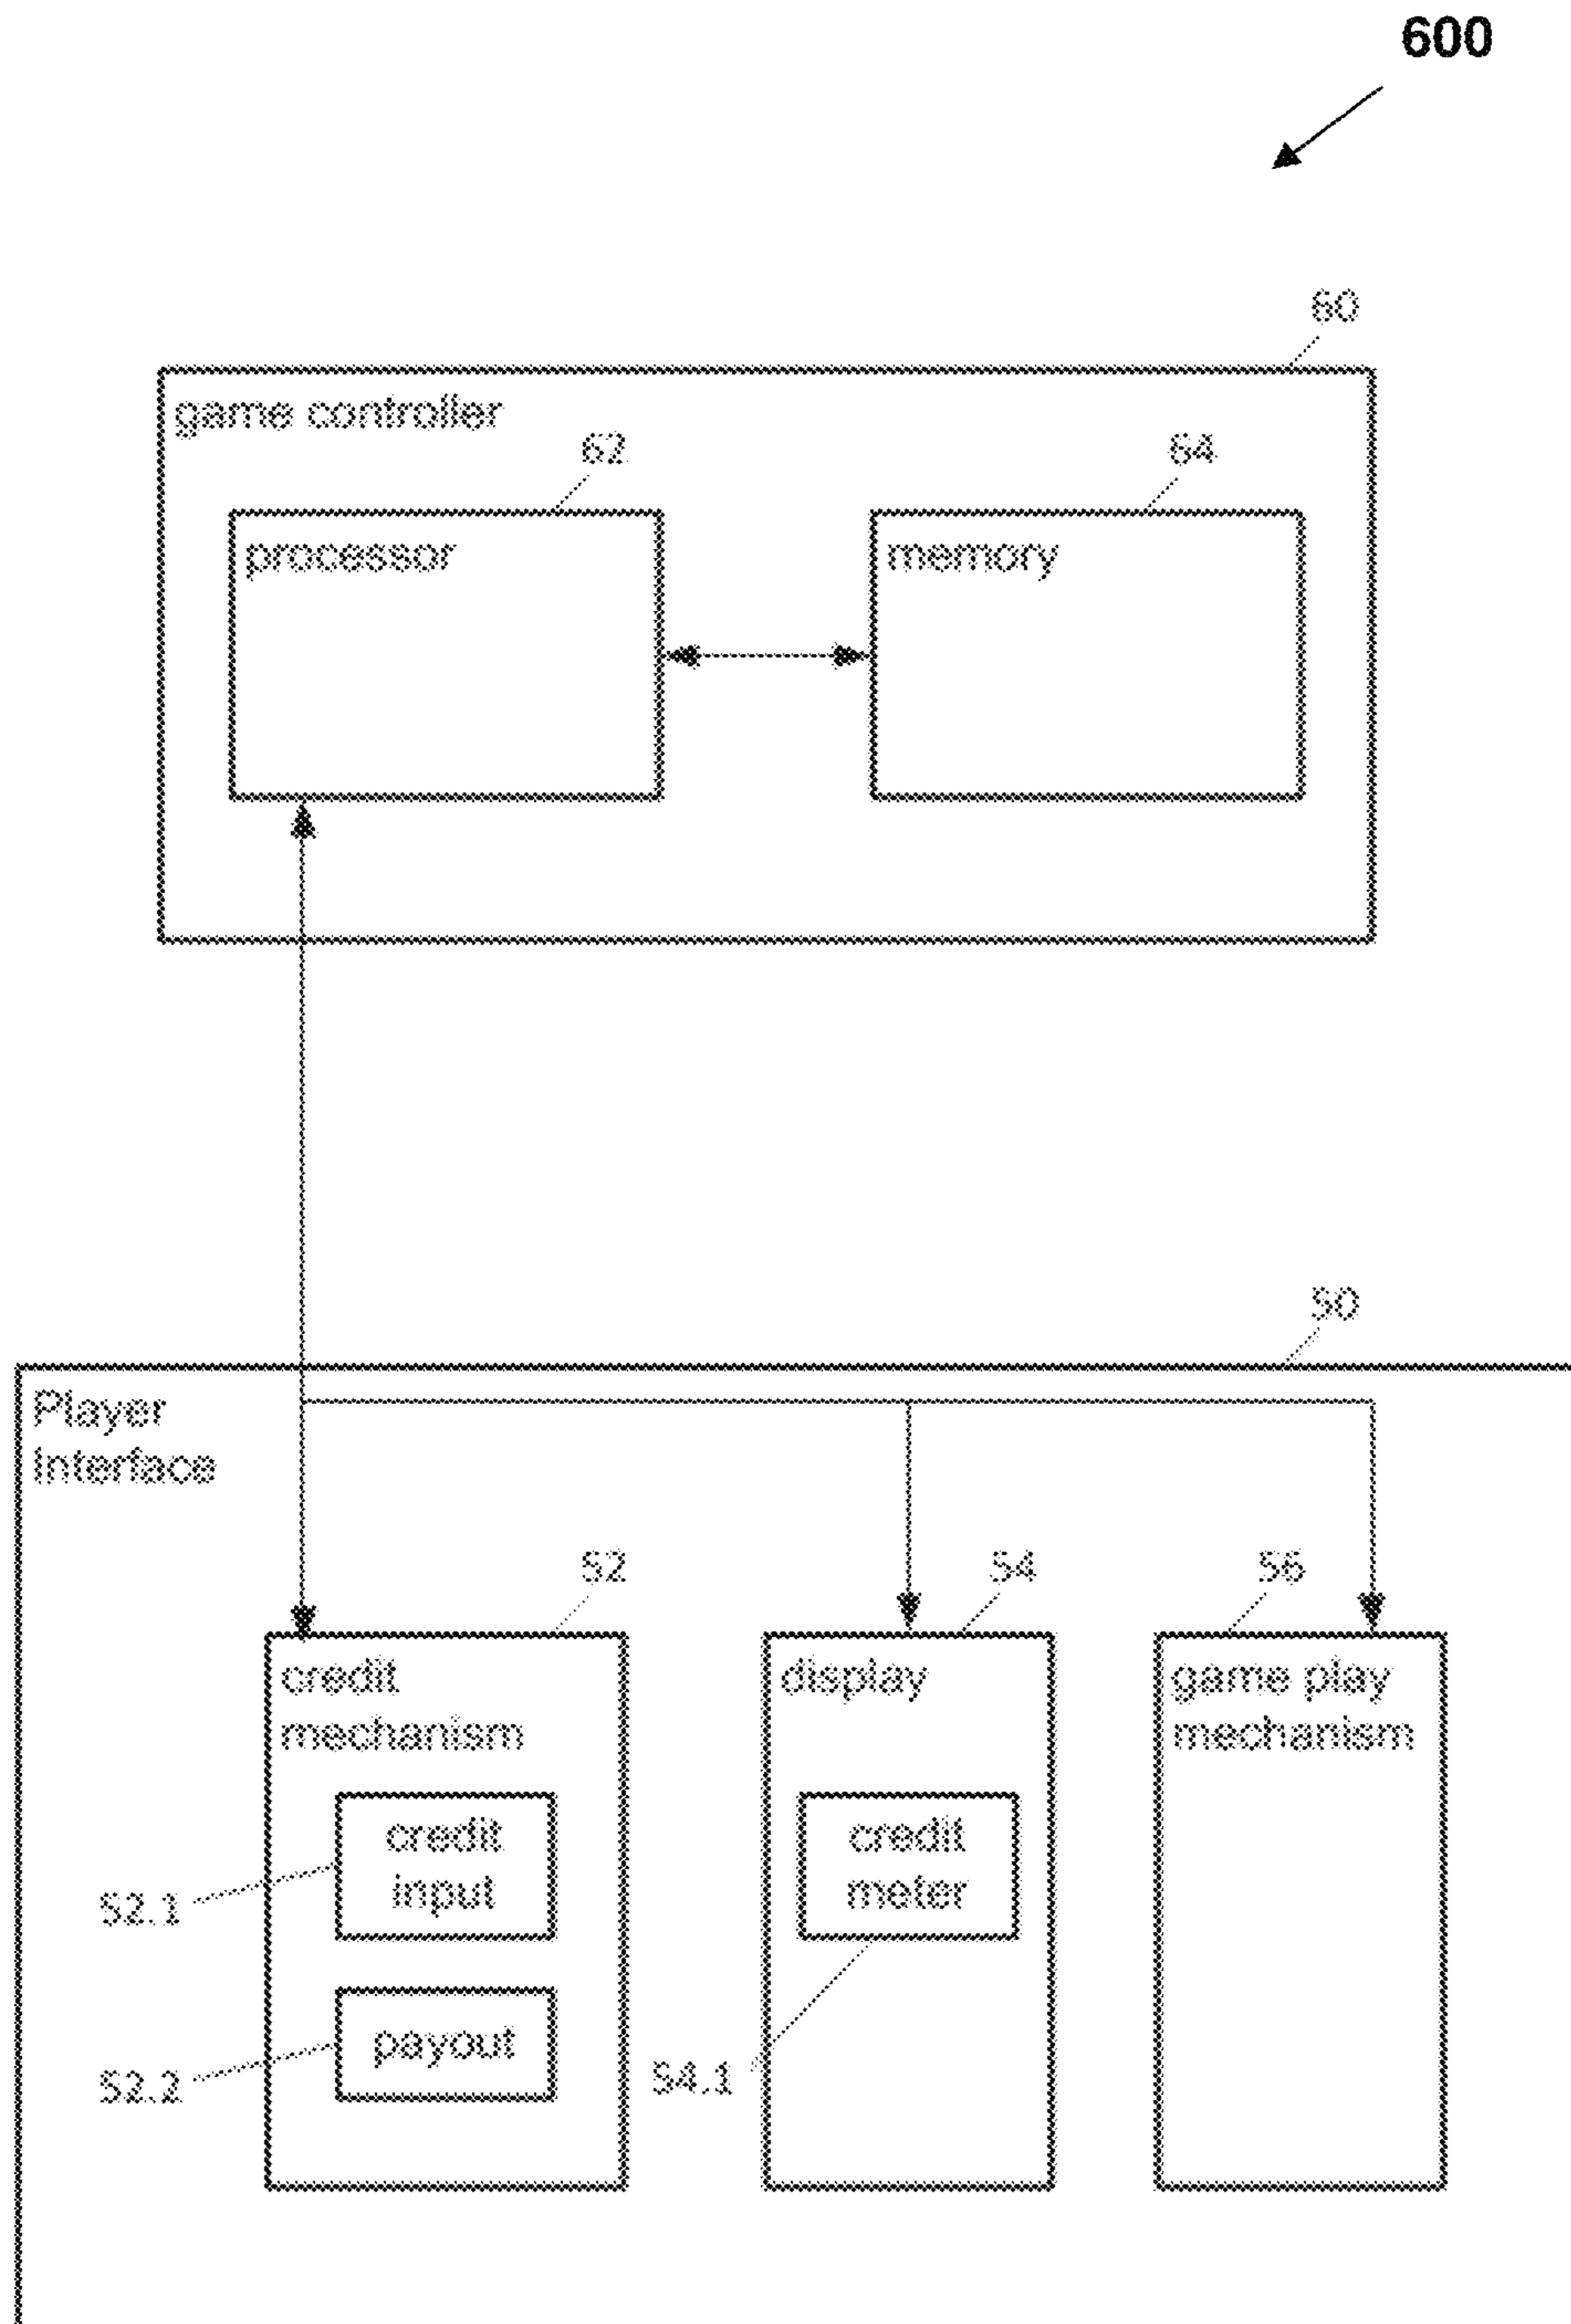 600
60
game controller
62
64
processor
memory
50
Player
Interface
52
54
56
credit
mechanism
display
game play
mechanism
credit
input
credit
meter
52.1
payout
52.2
54.1